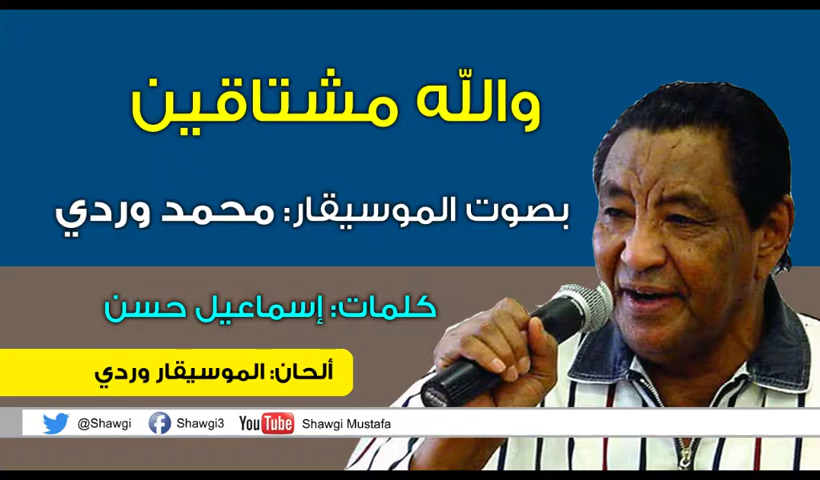 والله مشتاقين
بصوت الموسيقار: محمد وردي
كلمات: إسماعيل حسن
ألحان: الموسيقار وردي
@Shawgi Shawgi3 YouTube Shawgi Mustafa